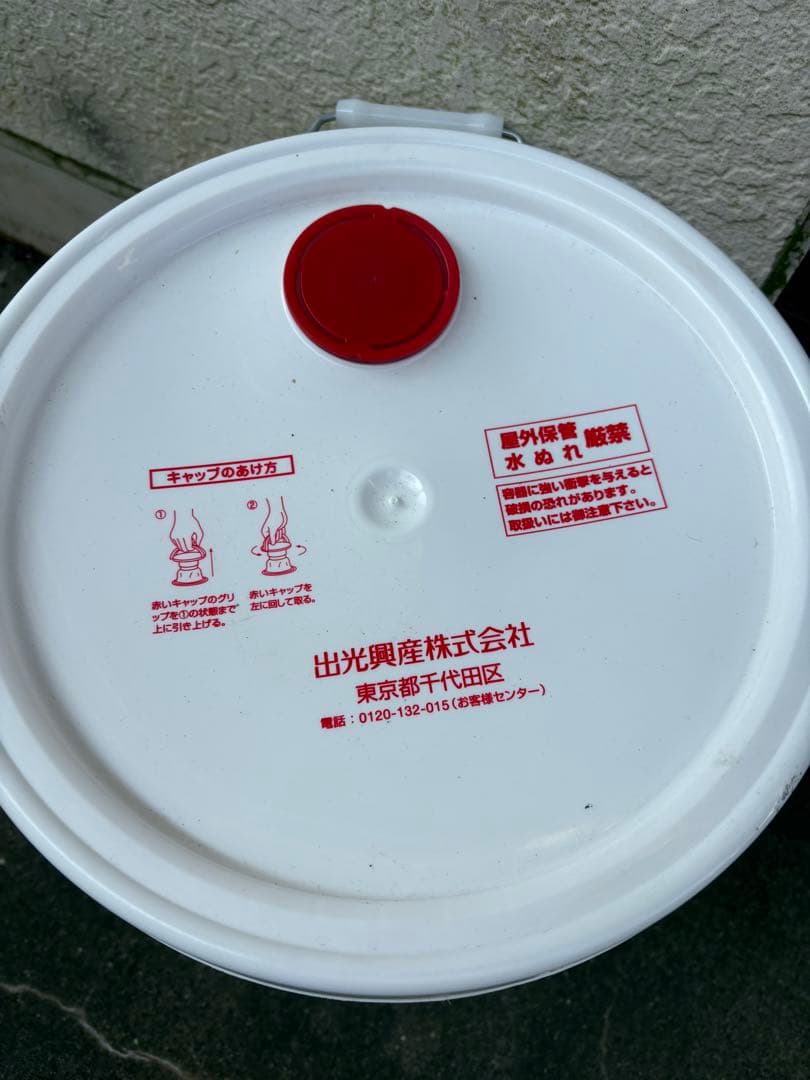 屋外保管
水ぬれ
厳禁
容器に強い衝撃を与えると
破損の恐れがあります。
取扱いには御注意下さい。
キャップのあけ方
①
赤いキャップのグリ
ップを①の状態まで
上に引き上げる。
②
赤いキャップを
左に回して取る。
出光興産株式会社
東京都千代田区
電話：0120-132-015(お客様センター)